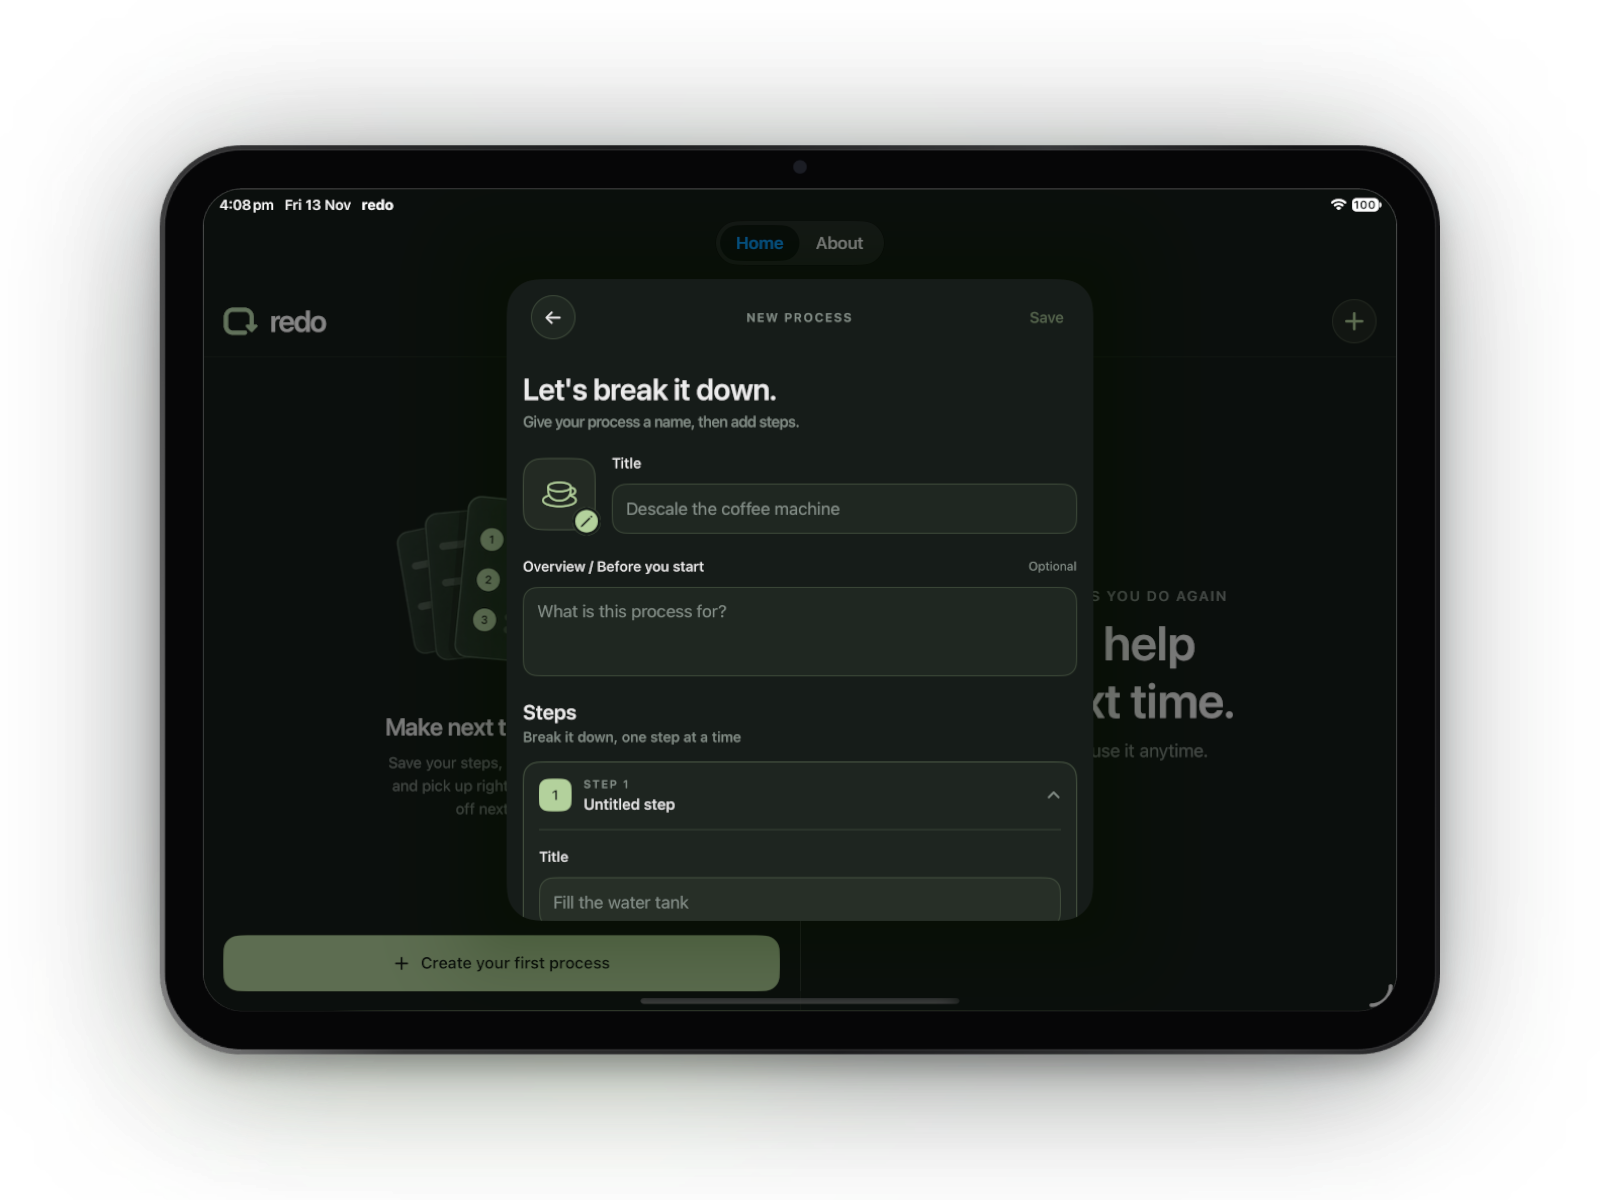 4:08 pm Fri 13 Nov redo
100
Home About
redo
NEW PROCESS
Save
Let's break it down.
Give your process a name, then add steps.
Title
Descale the coffee machine
Overview / Before you start
Optional
What is this process for?
Steps
Break it down, one step at a time
1
STEP 1
Untitled step
Title
Fill the water tank
1
2
3
Make next t
Save your steps,
and pick up right
off next
S YOU DO AGAIN
help
xt time.
use it anytime.
Create your first process